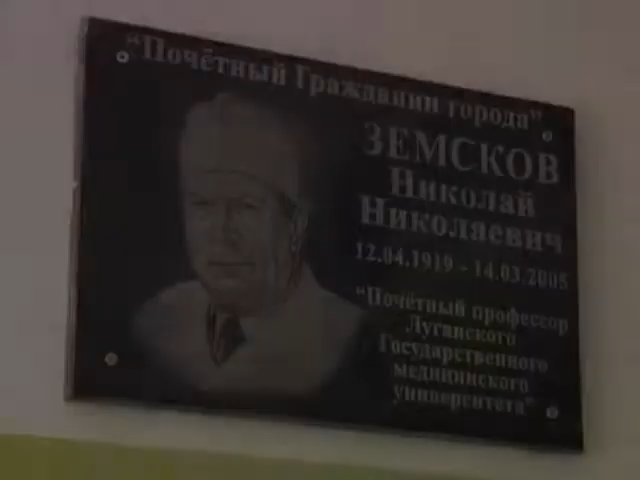 "Почётный Гражданин города"
ЗЕМСКОВ
Николай
Николаевич
12.04.1919 - 14.03.2005
"Почётный профессор
Луганского
Государственного
медицинского
университета"